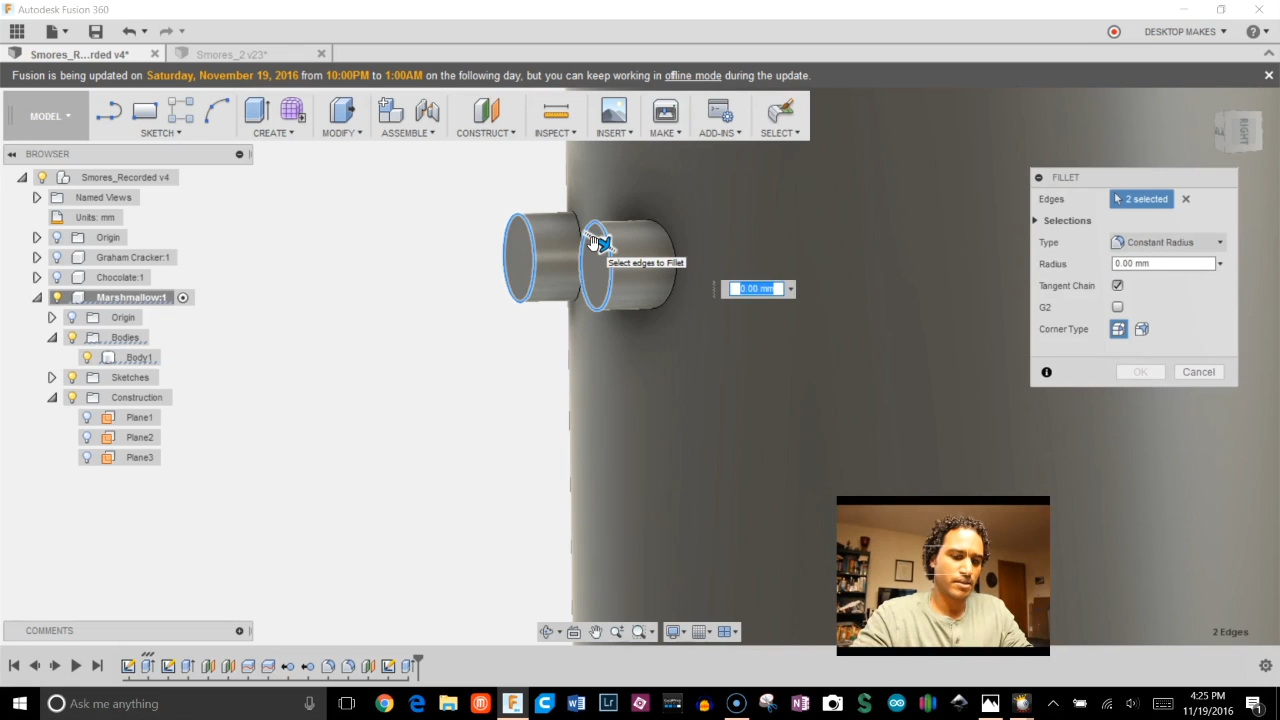 Autodesk Fusion 360
DESKTOP MAKES
Smores_R...rded v4*
Smores_2 v23*
Fusion is being updated on Saturday, November 19, 2016 from 10:00PM to 1:00AM on the following day, but you can keep working in offline mode during the update.
MODEL
SKETCH
CREATE
MODIFY
ASSEMBLE
CONSTRUCT
INSPECT
INSERT
MAKE
ADD-INS
SELECT
RIGHT
BROWSER
Smores_Recorded v4
Named Views
Units: mm
Origin
Graham Cracker:1
Chocolate:1
Marshmallow:1
Origin
Bodies
Body1
Sketches
Construction
Plane1
Plane2
Plane3
Select edges to Fillet
0.00 mm
FILLET
Edges 2 selected
Selections
Type Constant Radius
Radius 0.00 mm
Tangent Chain
G2
Corner Type
OK Cancel
COMMENTS
2 Edges
Ask me anything
4:25 PM
11/19/2016